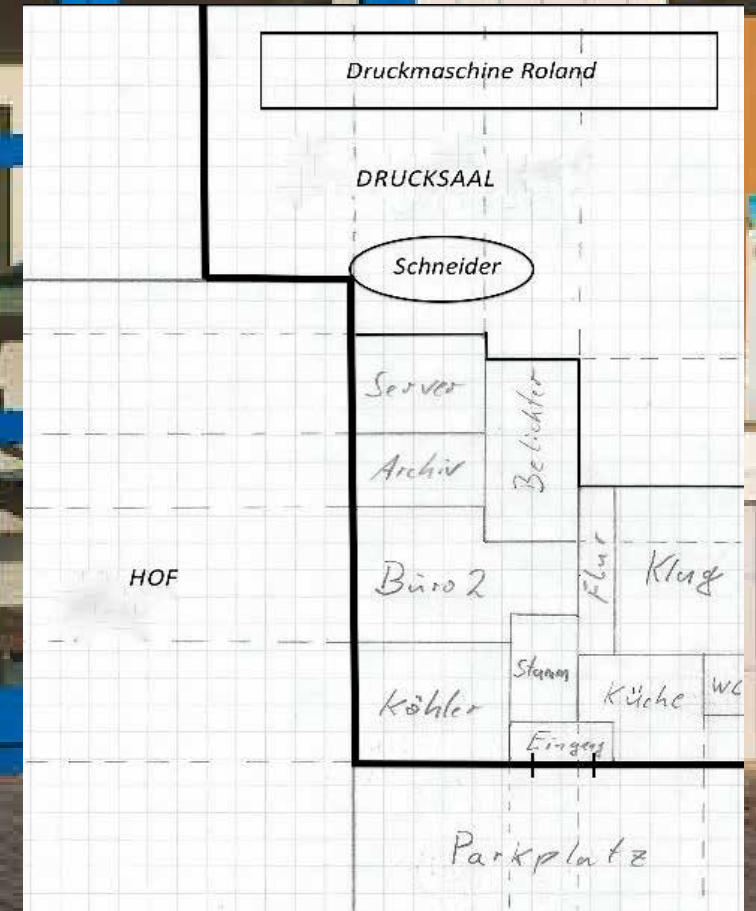 Druckmaschine Roland
DRUCKSAAL
Schneider
Server
Belichter
Archiv
HOF
Büro 2
Flur
Klug
Stamm
Köhler
Küche
WC
Eingang
Parkplatz